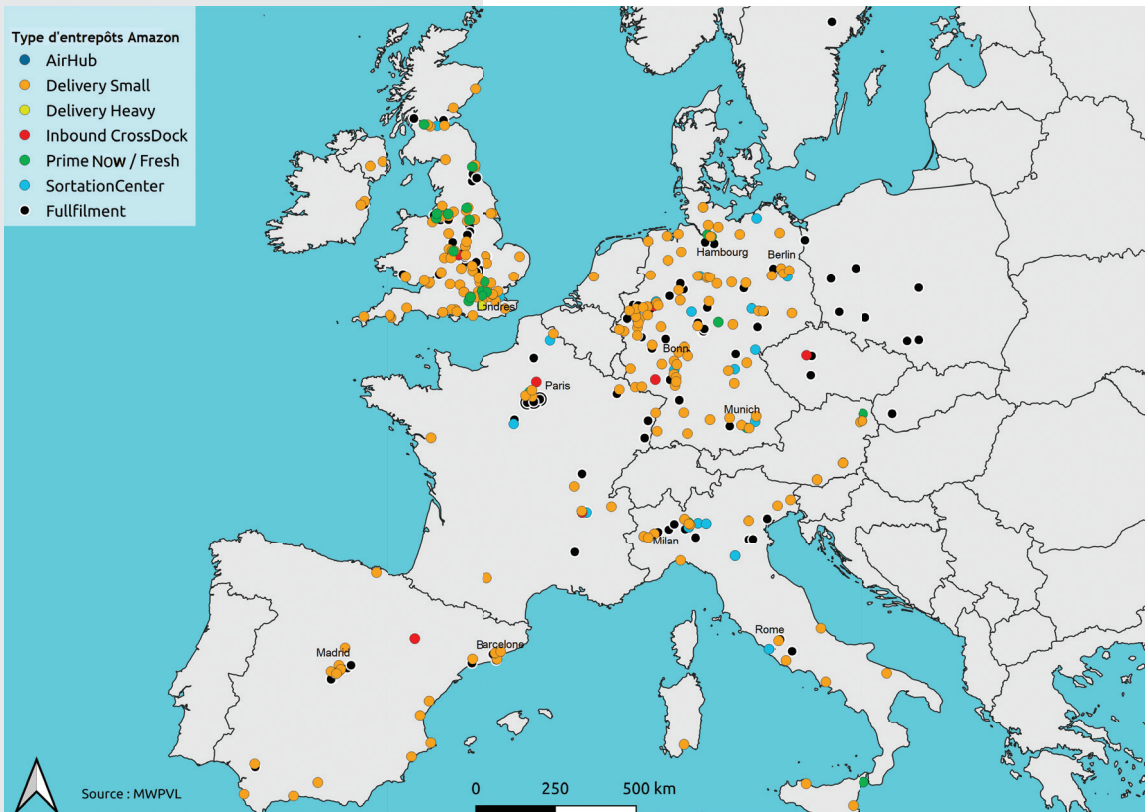 Type d'entrepôts Amazon
AirHub
Delivery Small
Delivery Heavy
Inbound CrossDock
Prime Now / Fresh
SortationCenter
Fullfilment
Hambourg
Berlin
Londres
Bonn
Paris
Munich
Milan
Rome
Barcelone
Madrid
0 250 500 km
Source : MWPVL